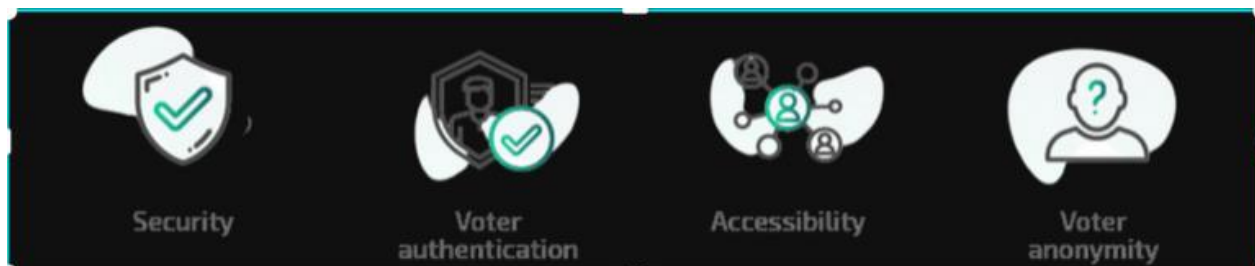 Security
Voter
authentication
Accessibility
Voter
anonymity